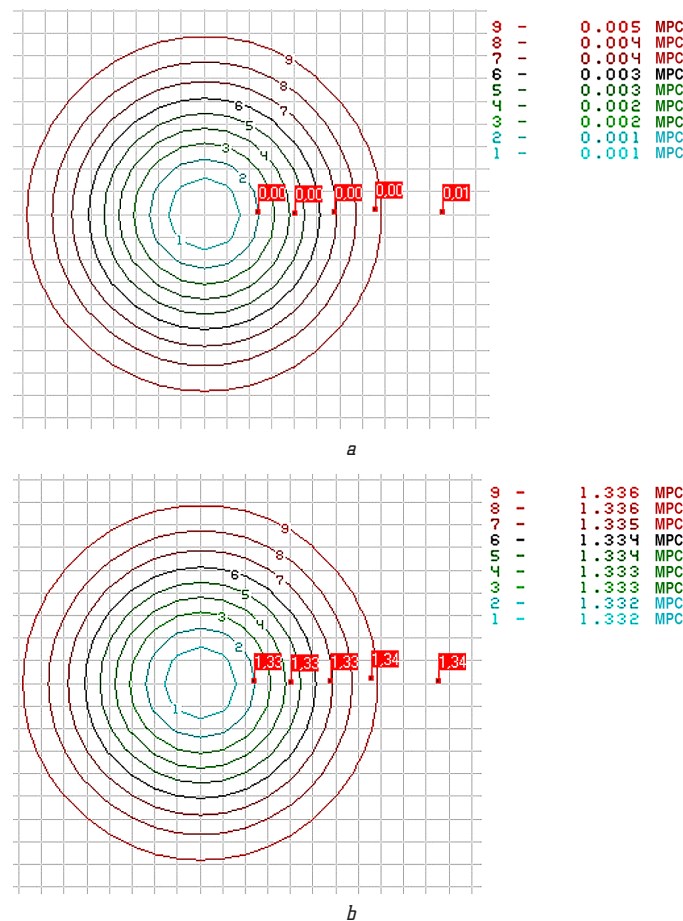 9 - 0.005 MPC
8 - 0.004 MPC
7 - 0.004 MPC
6 - 0.003 MPC
5 - 0.003 MPC
4 - 0.002 MPC
3 - 0.002 MPC
2 - 0.001 MPC
1 - 0.001 MPC
9
8
7
6
5
4
3
2
1
0.00 0.00 0.00 0.00 0.01
a
9 - 1.336 MPC
8 - 1.336 MPC
7 - 1.335 MPC
6 - 1.334 MPC
5 - 1.334 MPC
4 - 1.333 MPC
3 - 1.333 MPC
2 - 1.332 MPC
1 - 1.332 MPC
9
8
7
6
5
4
3
2
1
1.33 1.33 1.33 1.34 1.34
b